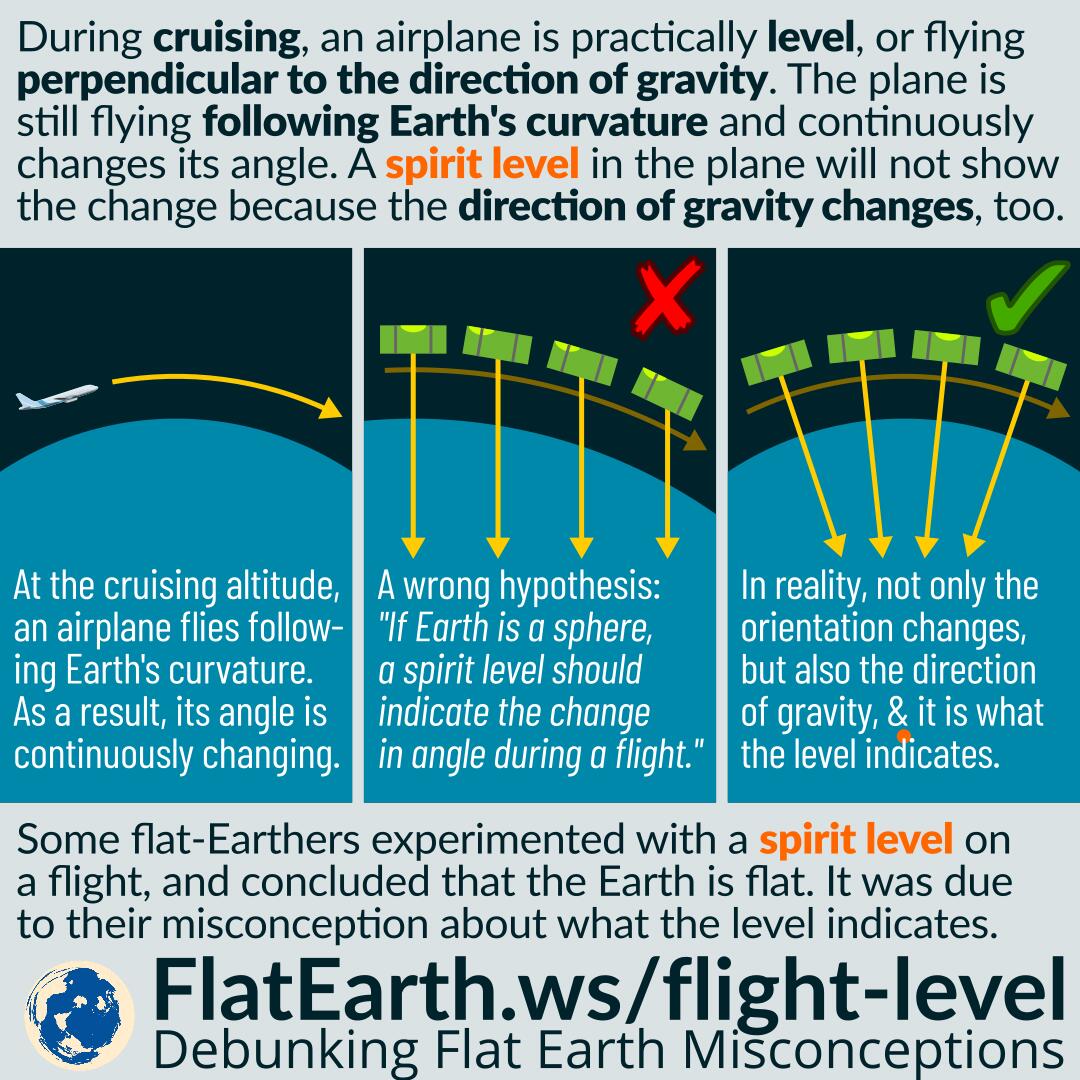 During cruising, an airplane is practically level, or flying
perpendicular to the direction of gravity. The plane is
still flying following Earth's curvature and continuously
changes its angle. A spirit level in the plane will not show
the change because the direction of gravity changes, too.
At the cruising altitude,
an airplane flies follow-
ing Earth's curvature.
As a result, its angle is
continuously changing.
A wrong hypothesis:
"If Earth is a sphere,
a spirit level should
indicate the change
in angle during a flight."
In reality, not only the
orientation changes,
but also the direction
of gravity, & it is what
the level indicates.
Some flat-Earthers experimented with a spirit level on
a flight, and concluded that the Earth is flat. It was due
to their misconception about what the level indicates.
FlatEarth.ws/flight-level
Debunking Flat Earth Misconceptions